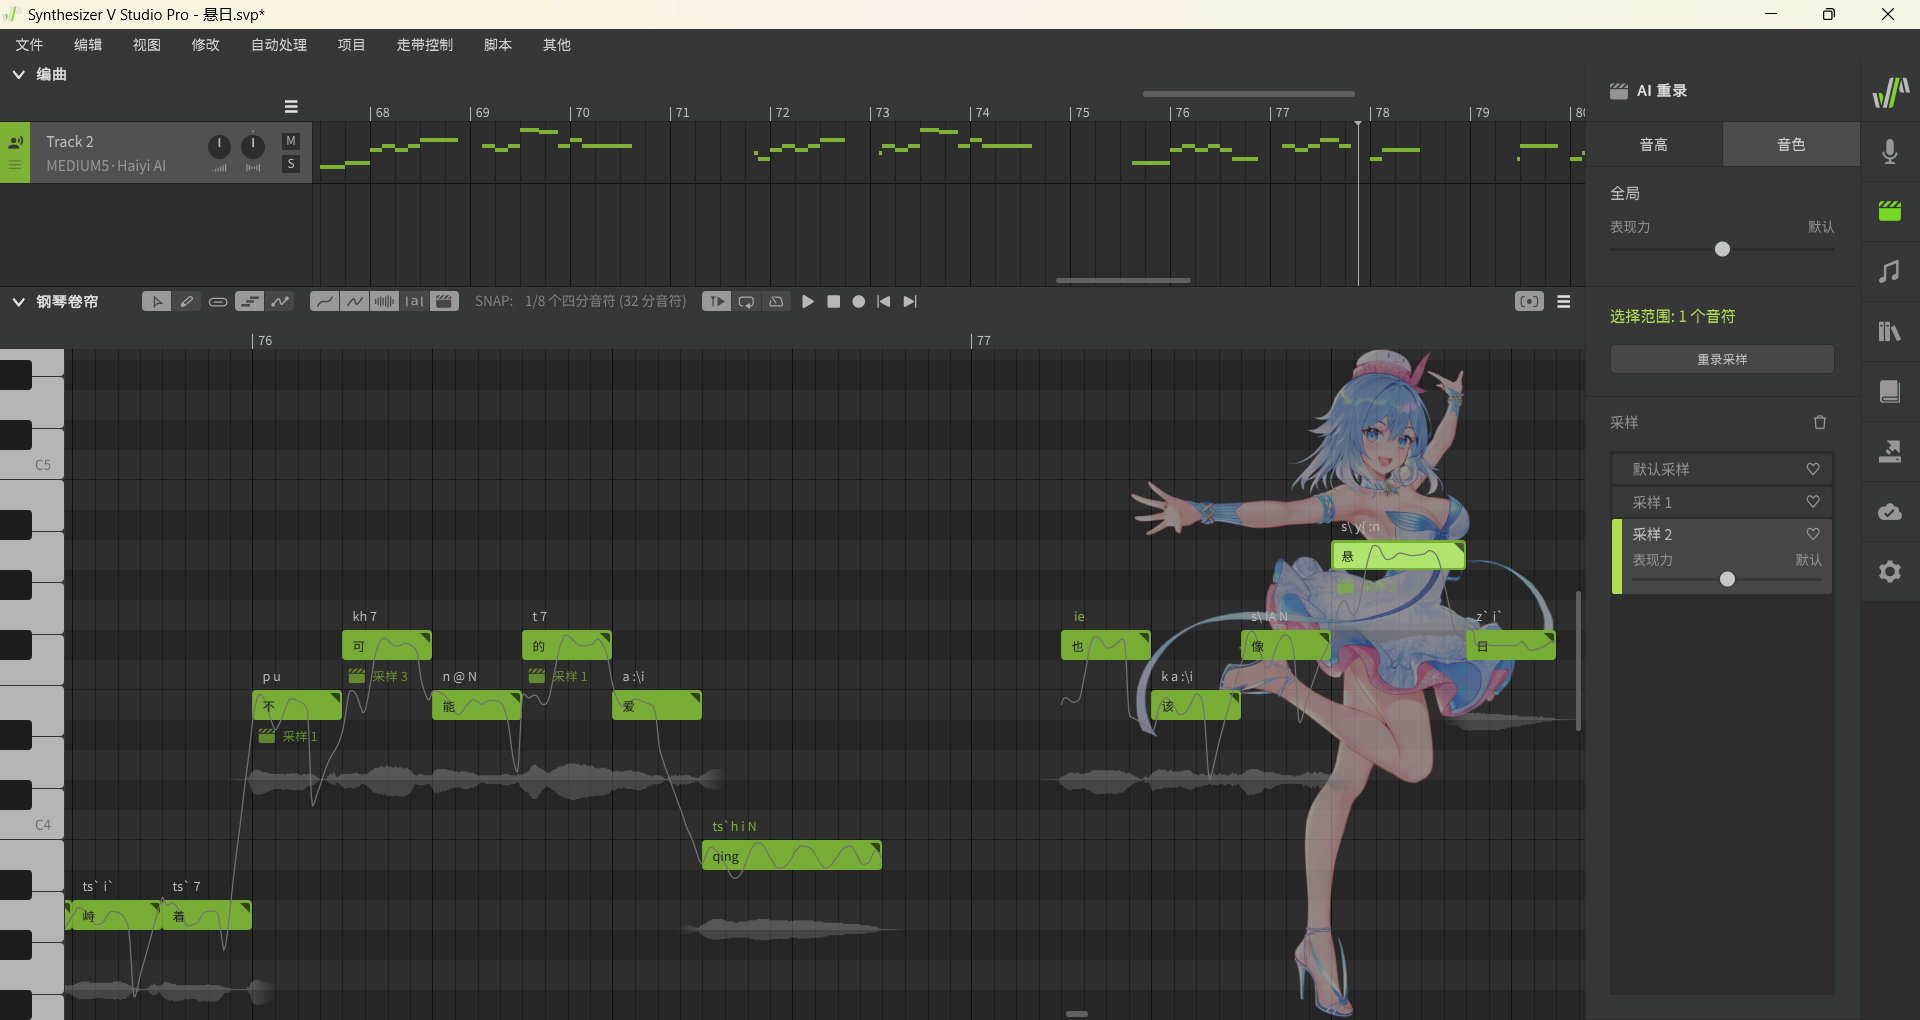 Synthesizer V Studio Pro - 悬日.svp*
文件 编辑 视图 修改 自动处理 项目 走带控制 脚本 其他
编曲
68 69 70 71 72 73 74 75 76 77 78 79 80
Track 2 M
MEDIUM5 · Haiyi AI S
钢琴卷帘 SNAP: 1/8 个四分音符 (32 分音符)
76 77
C5
s\ y{ :n
悬
kh 7 t 7 ie s\ iA N z` i`
可 的 也 像 日
采样 3 采样 1
p u n @ N a :\i k a :\i
不 能 爱 该
采样 1
C4
ts`h i N
qing
ts` i` ts` 7
峙 着
AI 重录
音高 音色
全局
表现力 默认
选择范围: 1 个音符
重录采样
采样
默认采样
采样 1
采样 2
表现力 默认